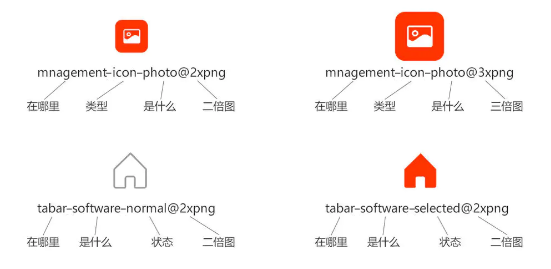 mnagement-icon-photo@2xpng
mnagement-icon-photo@3xpng
在哪里 类型 是什么 二倍图
在哪里 类型 是什么 三倍图
tabar-software-normal@2xpng
tabar-software-selected@2xpng
在哪里 是什么 状态 二倍图
在哪里 是什么 状态 二倍图